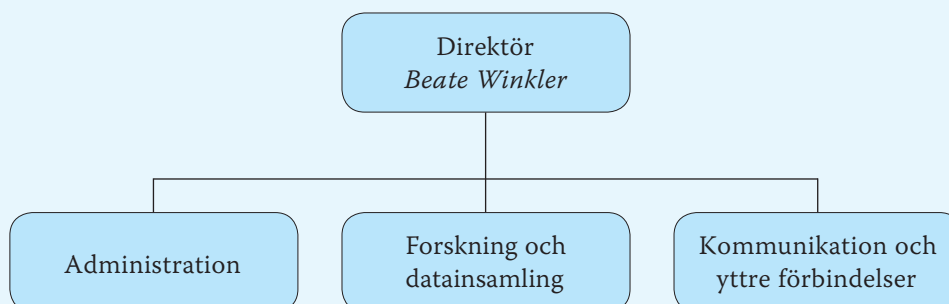 Direktör
Beate Winkler
Administration
Forskning och
datainsamling
Kommunikation och
yttre förbindelser